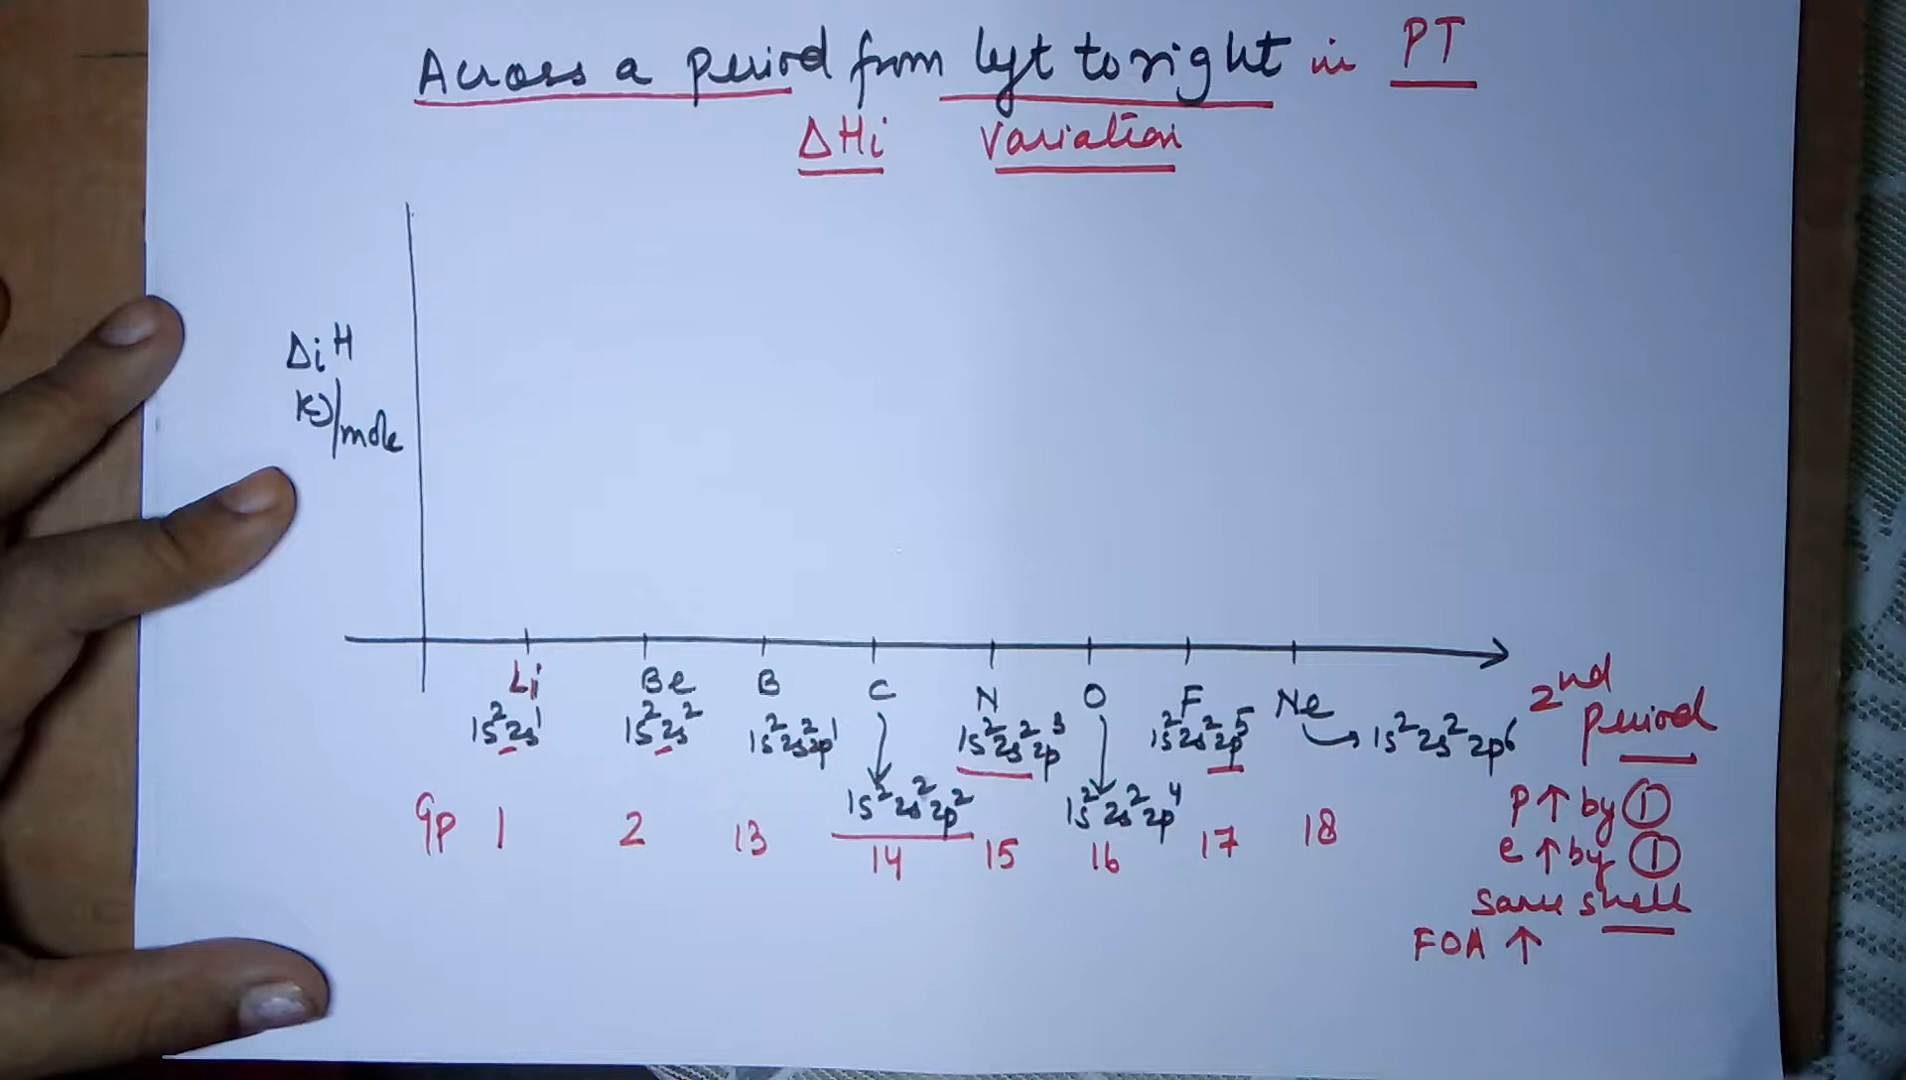 Across a period from left to right in PT
ΔHi Variation
ΔiH
KJ/mole
Li Be B C N O F Ne
1s²2s¹ 1s²2s² 1s²2s²2p¹ 1s²2s²2p³ 1s²2s²2p⁵ 1s²2s²2p⁶
1s²2s²2p² 1s²2s²2p⁴
Gp 1 2 13 14 15 16 17 18
2nd
period
P↑ by ①
e↑ by ①
Same shell
FOA ↑